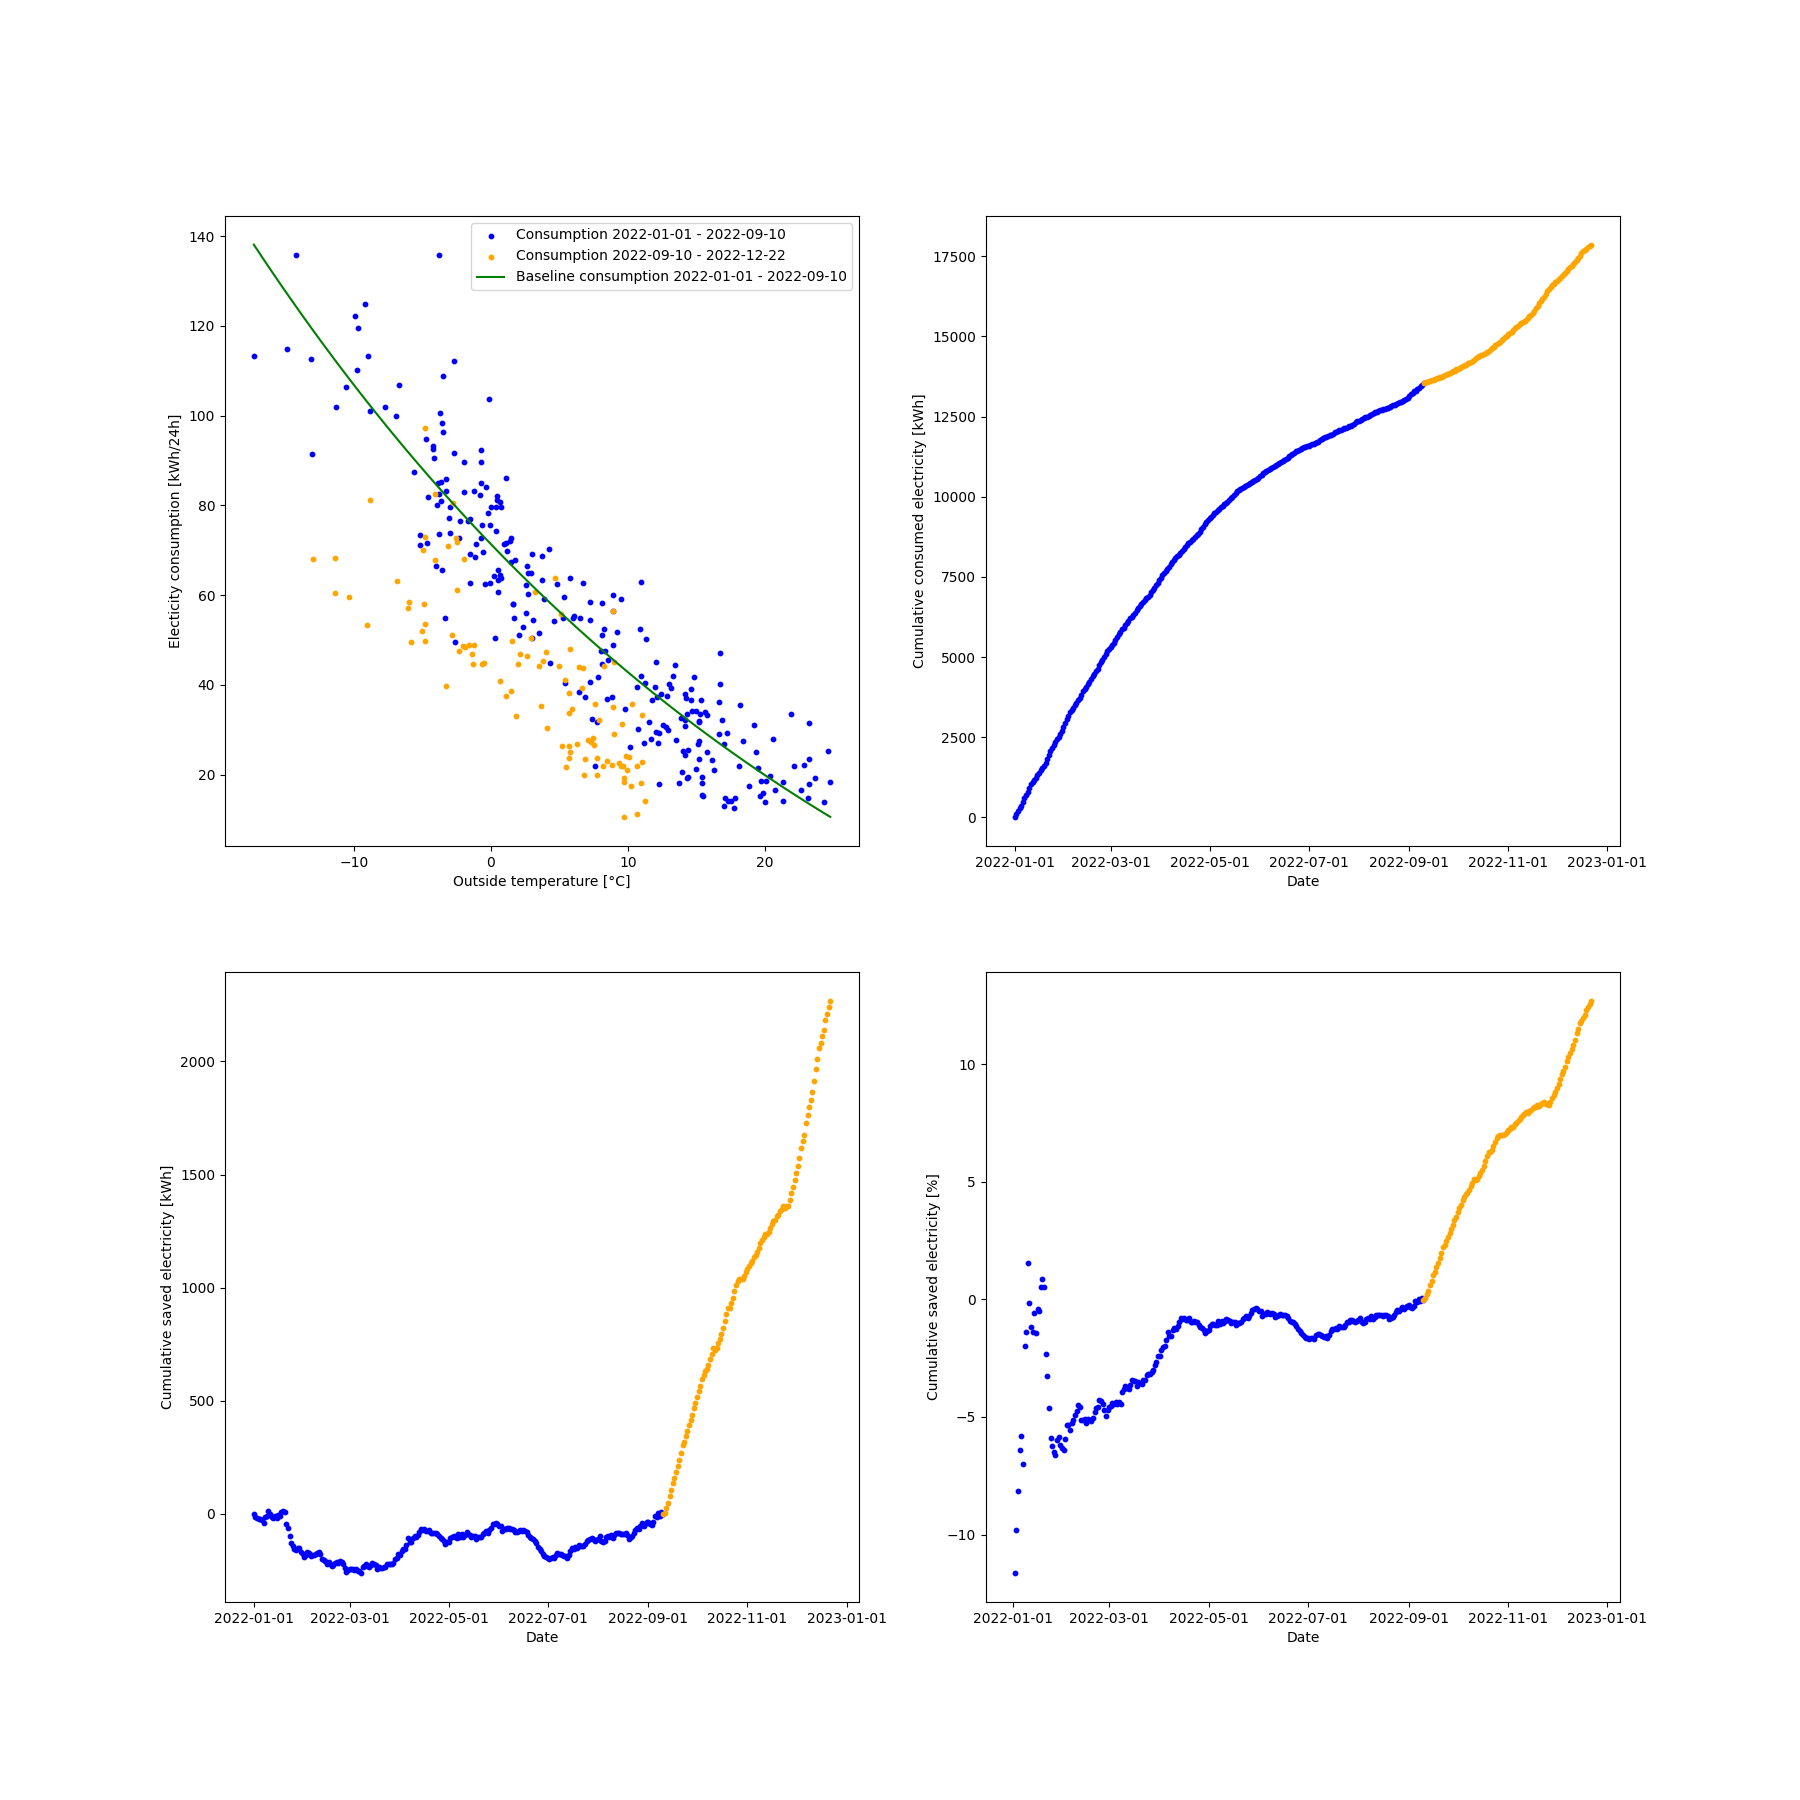 Consumption 2022-01-01 - 2022-09-10
Consumption 2022-09-10 - 2022-12-22
Baseline consumption 2022-01-01 - 2022-09-10
Electicity consumption [kWh/24h]
140
120
100
80
60
40
20
−10 0 10 20
Outside temperature [°C]
Cumulative consumed electricity [kWh]
17500
15000
12500
10000
7500
5000
2500
0
2022-01-01 2022-03-01 2022-05-01 2022-07-01 2022-09-01 2022-11-01 2023-01-01
Date
Cumulative saved electricity [kWh]
2000
1500
1000
500
0
2022-01-01 2022-03-01 2022-05-01 2022-07-01 2022-09-01 2022-11-01 2023-01-01
Date
Cumulative saved electricity [%]
10
5
0
−5
−10
2022-01-01 2022-03-01 2022-05-01 2022-07-01 2022-09-01 2022-11-01 2023-01-01
Date